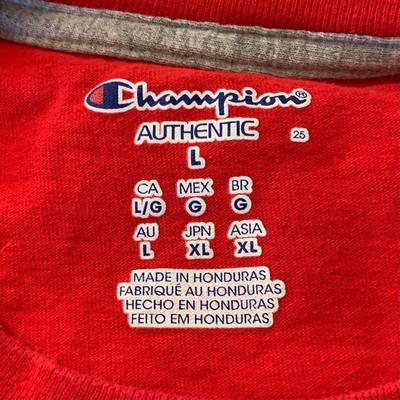 Champion®
AUTHENTIC 25
L
CA MEX BR
L/G G G
AU JPN ASIA
L XL XL
MADE IN HONDURAS
FABRIQUÉ AU HONDURAS
HECHO EN HONDURAS
FEITO EM HONDURAS